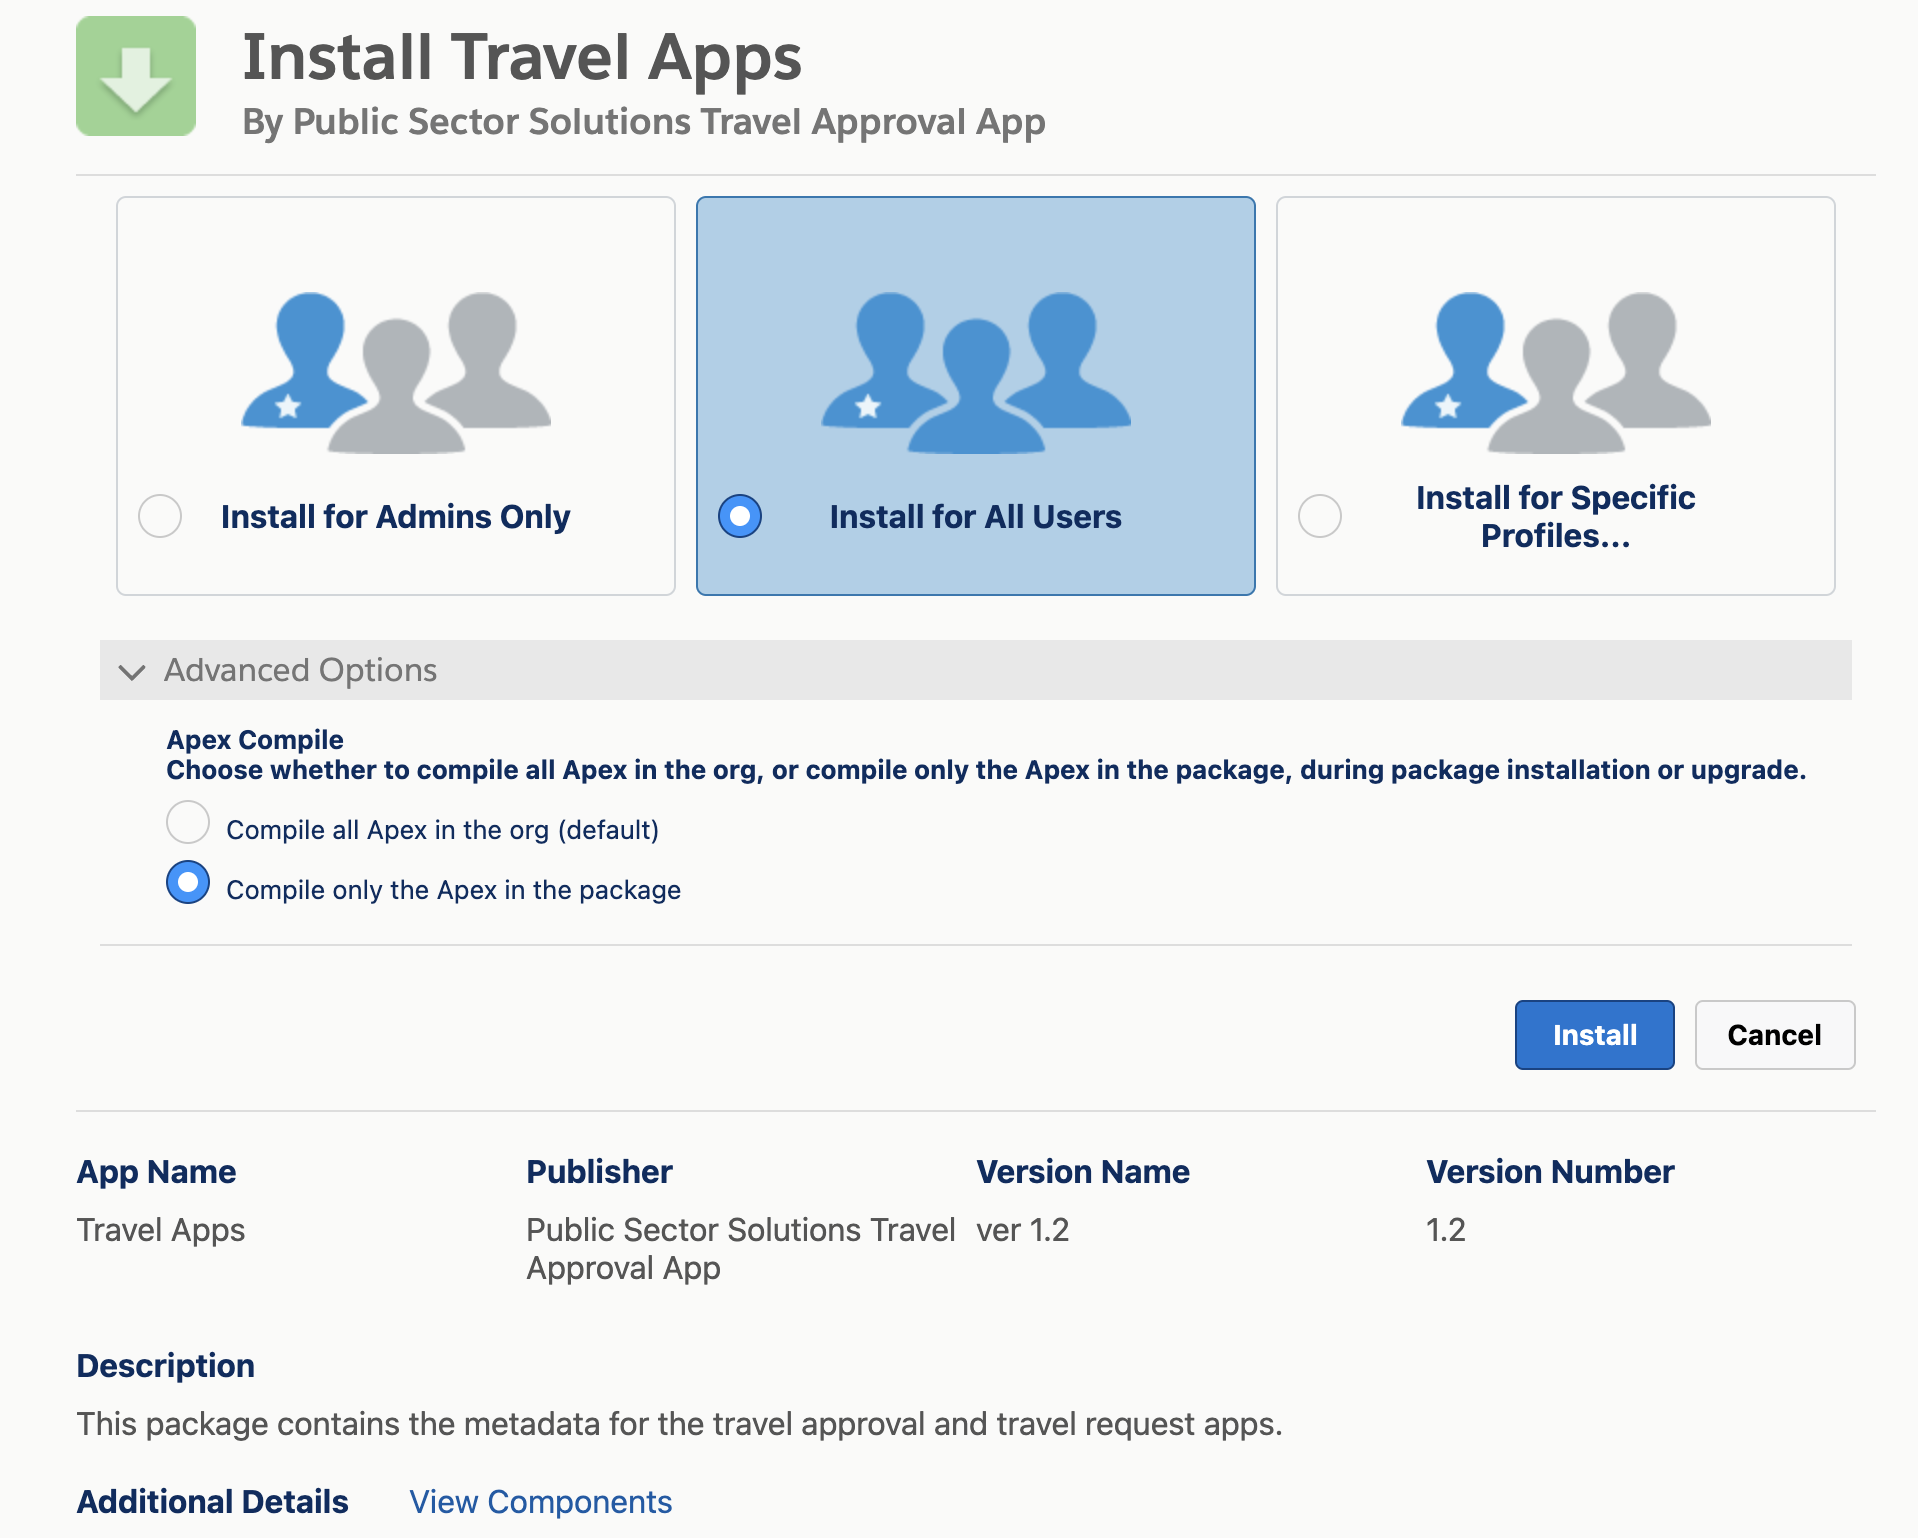 Install Travel Apps
By Public Sector Solutions Travel Approval App
Install for Admins Only
Install for All Users
Install for Specific
Profiles...
Advanced Options
Apex Compile
Choose whether to compile all Apex in the org, or compile only the Apex in the package, during package installation or upgrade.
Compile all Apex in the org (default)
Compile only the Apex in the package
Install
Cancel
App Name
Travel Apps
Publisher
Public Sector Solutions Travel
Approval App
Version Name
ver 1.2
Version Number
1.2
Description
This package contains the metadata for the travel approval and travel request apps.
Additional Details
View Components